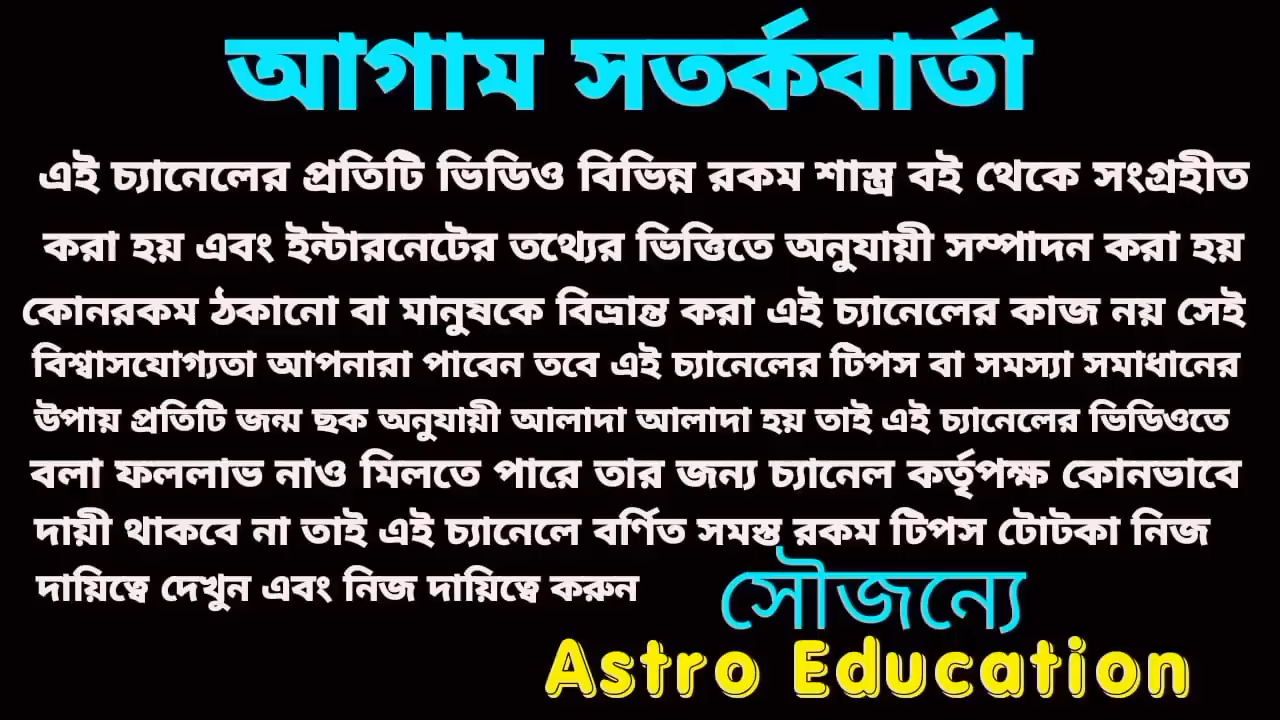 আগাম সতর্কবার্তা
এই চ্যানেলের প্রতিটি ভিডিও বিভিন্ন রকম শাস্ত্র বই থেকে সংগ্রহীত
করা হয় এবং ইন্টারনেটের তথ্যের ভিত্তিতে অনুযায়ী সম্পাদন করা হয়
কোনরকম ঠকানো বা মানুষকে বিভ্রান্ত করা এই চ্যানেলের কাজ নয় সেই
বিশ্বাসযোগ্যতা আপনারা পাবেন তবে এই চ্যানেলের টিপস বা সমস্যা সমাধানের
উপায় প্রতিটি জন্ম ছক অনুযায়ী আলাদা আলাদা হয় তাই এই চ্যানেলের ভিডিওতে
বলা ফললাভ নাও মিলতে পারে তার জন্য চ্যানেল কর্তৃপক্ষ কোনভাবে
দায়ী থাকবে না তাই এই চ্যানেলে বর্ণিত সমস্ত রকম টিপস টোটকা নিজ
দায়িত্বে দেখুন এবং নিজ দায়িত্বে করুন
সৌজন্যে
Astro Education